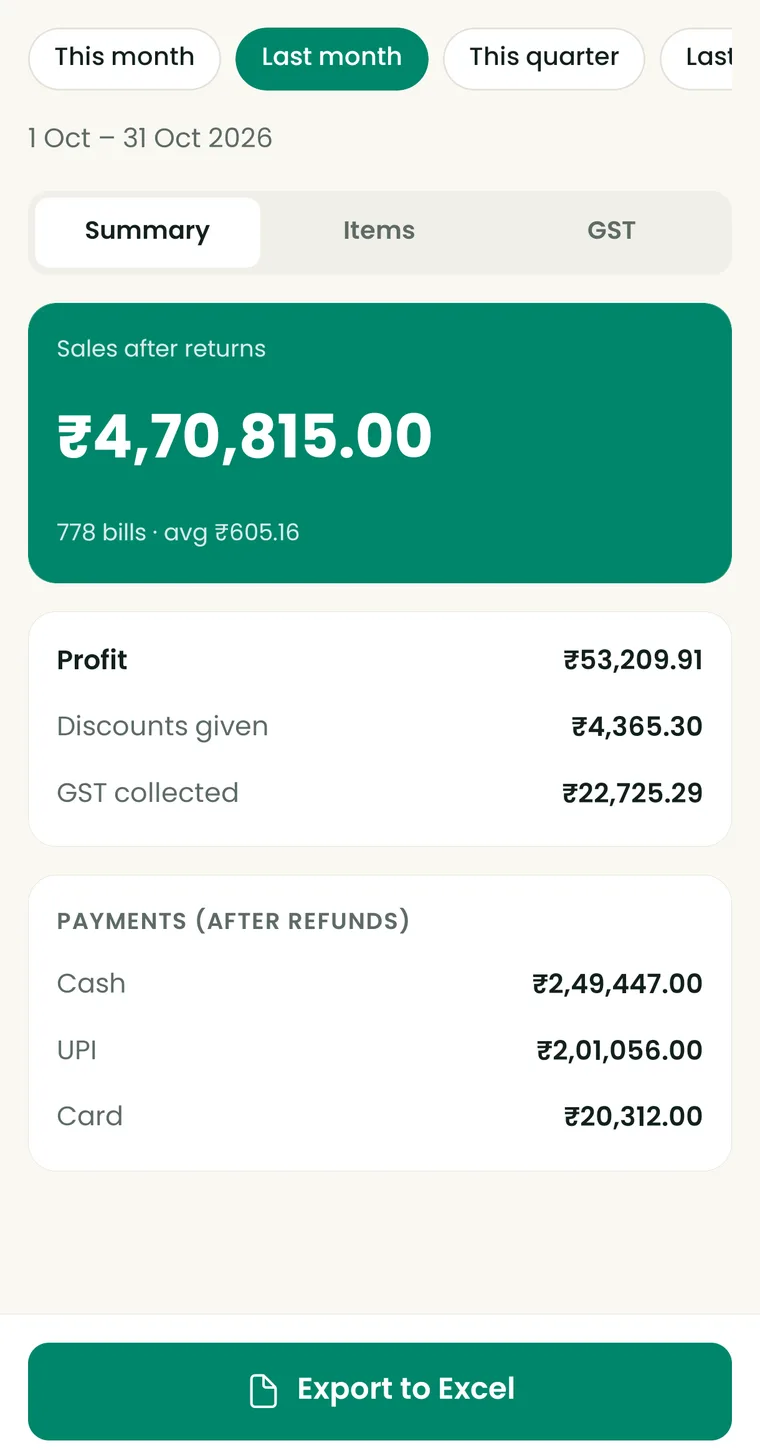 This month Last month This quarter Last
1 Oct – 31 Oct 2026
Summary Items GST
Sales after returns
₹4,70,815.00
778 bills · avg ₹605.16
Profit ₹53,209.91
Discounts given ₹4,365.30
GST collected ₹22,725.29
PAYMENTS (AFTER REFUNDS)
Cash ₹2,49,447.00
UPI ₹2,01,056.00
Card ₹20,312.00
Export to Excel